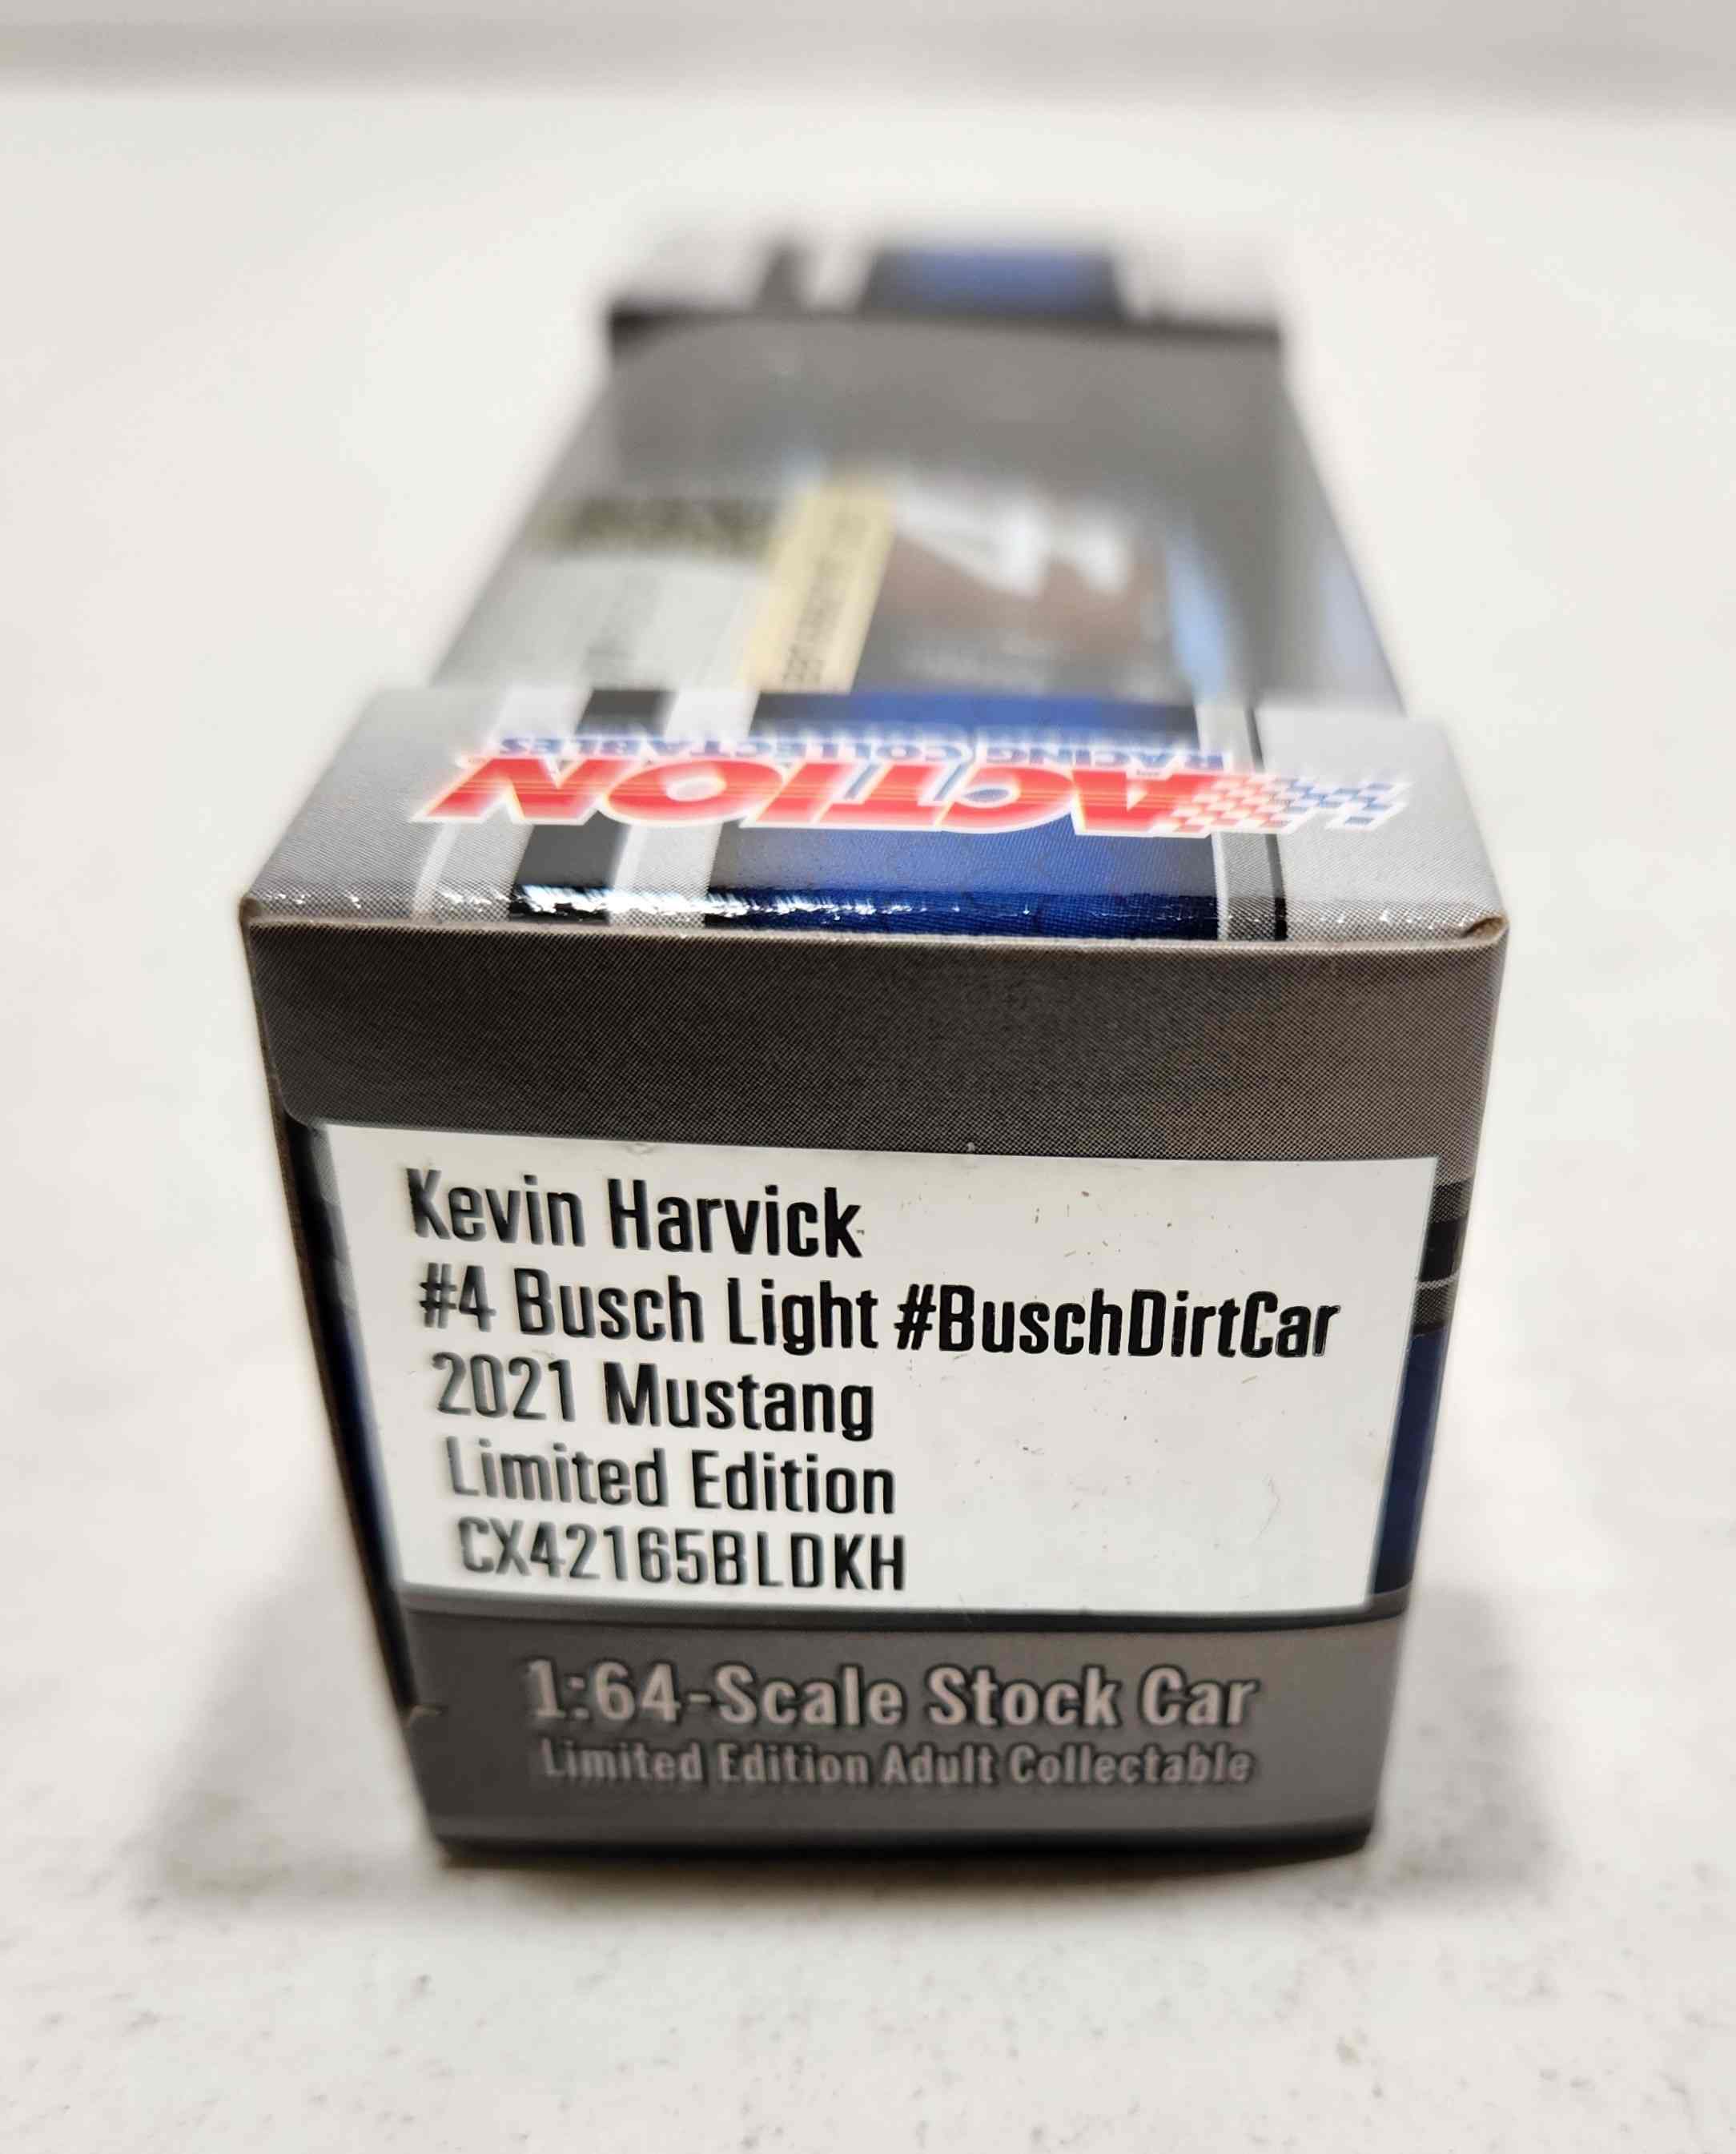 4
ACTION
RACING COLLECTABLES
Kevin Harvick
#4 Busch Light #BuschDirtCar
2021 Mustang
Limited Edition
CX42165BLDKH
1:64-Scale Stock Car
Limited Edition Adult Collectable